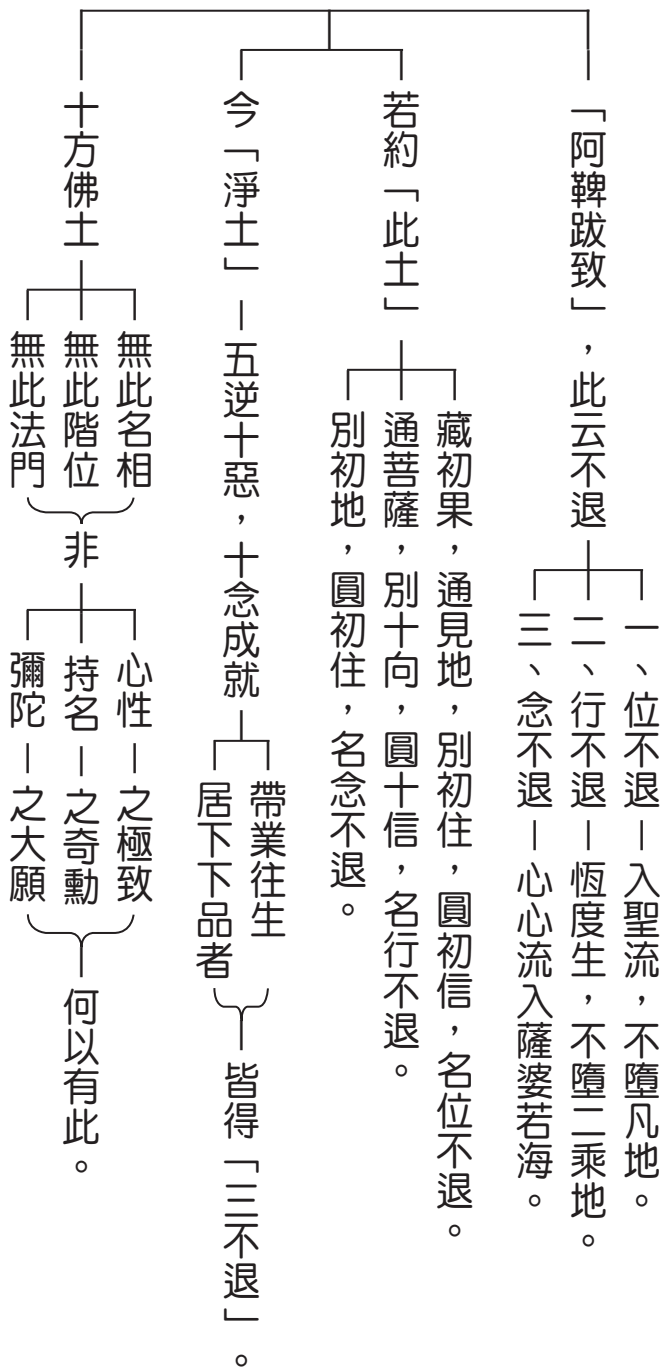 「阿鞞跋致」，此云不退
一、位不退－入聖流，不墮凡地。
二、行不退－恆度生，不墮二乘地。
三、念不退－心心流入薩婆若海。
若約「此土」
藏初果，通見地，別初住，圓初信，名位不退。
通菩薩，別十向，圓十信，名行不退。
別初地，圓初住，名念不退。
今「淨土」－五逆十惡，十念成就
帶業往生
居下下品者
皆得「三不退」。
十方佛土
無此名相
無此階位
無此法門
非
心性－之極致
持名－之奇勳
彌陀－之大願
何以有此。